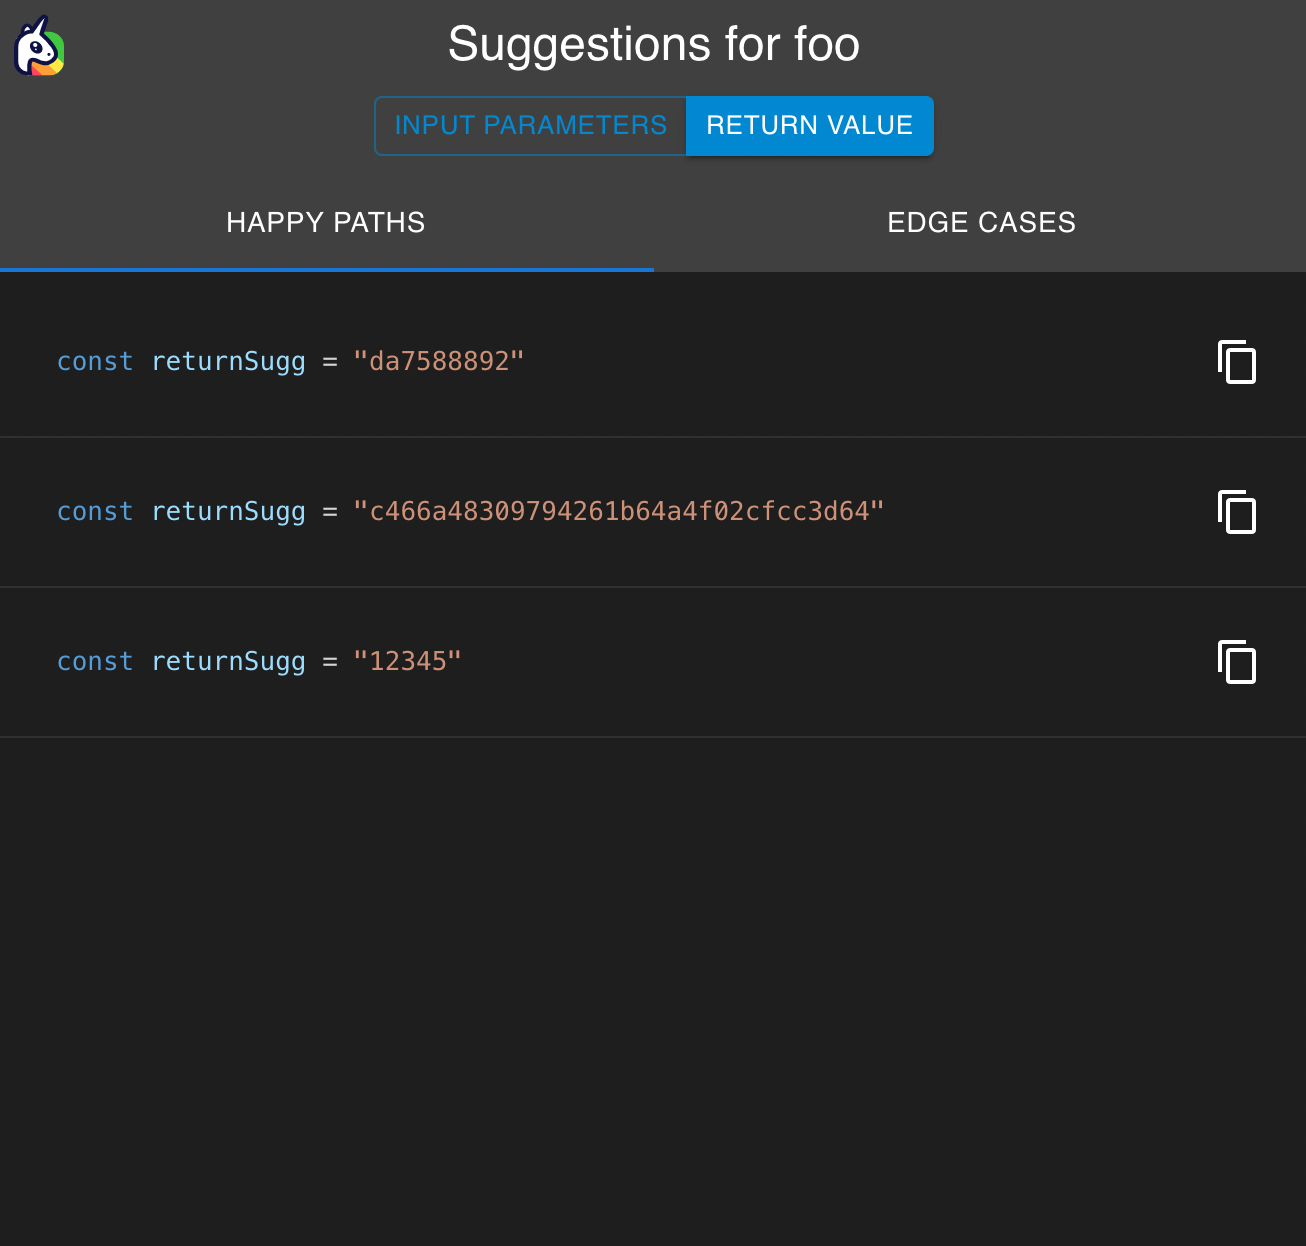 Suggestions for foo
INPUT PARAMETERS
RETURN VALUE
HAPPY PATHS
EDGE CASES
const returnSugg = "da7588892"
const returnSugg = "c466a48309794261b64a4f02cfcc3d64"
const returnSugg = "12345"